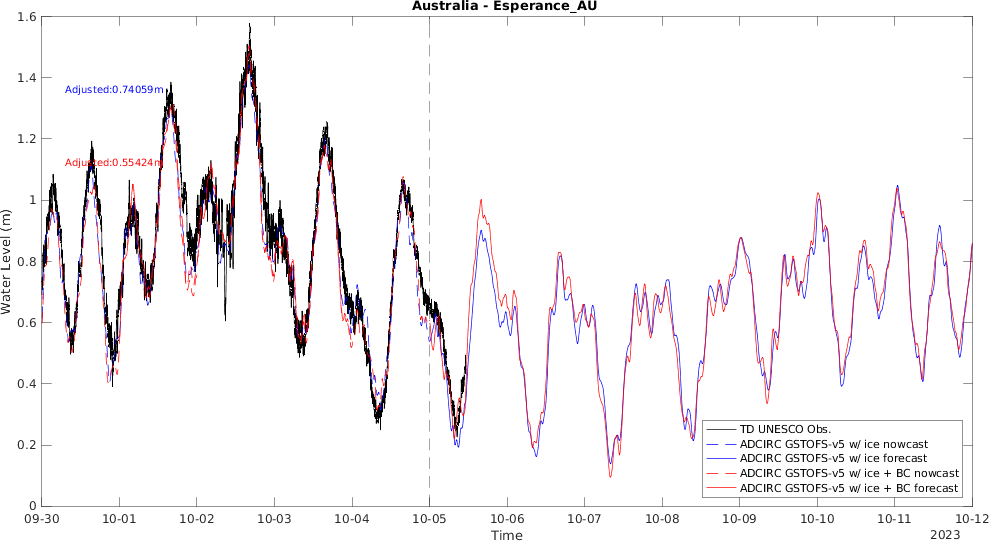 Australia - Esperance_AU
1.6
1.4
1.2
1
0.8
0.6
0.4
0.2
0
Water Level (m)
Adjusted:0.74059m
Adjusted:0.55424m
TD UNESCO Obs.
ADCIRC GSTOFS-v5 w/ ice nowcast
ADCIRC GSTOFS-v5 w/ ice forecast
ADCIRC GSTOFS-v5 w/ ice + BC nowcast
ADCIRC GSTOFS-v5 w/ ice + BC forecast
09-30 10-01 10-02 10-03 10-04 10-05 10-06 10-07 10-08 10-09 10-10 10-11 10-12
Time
2023